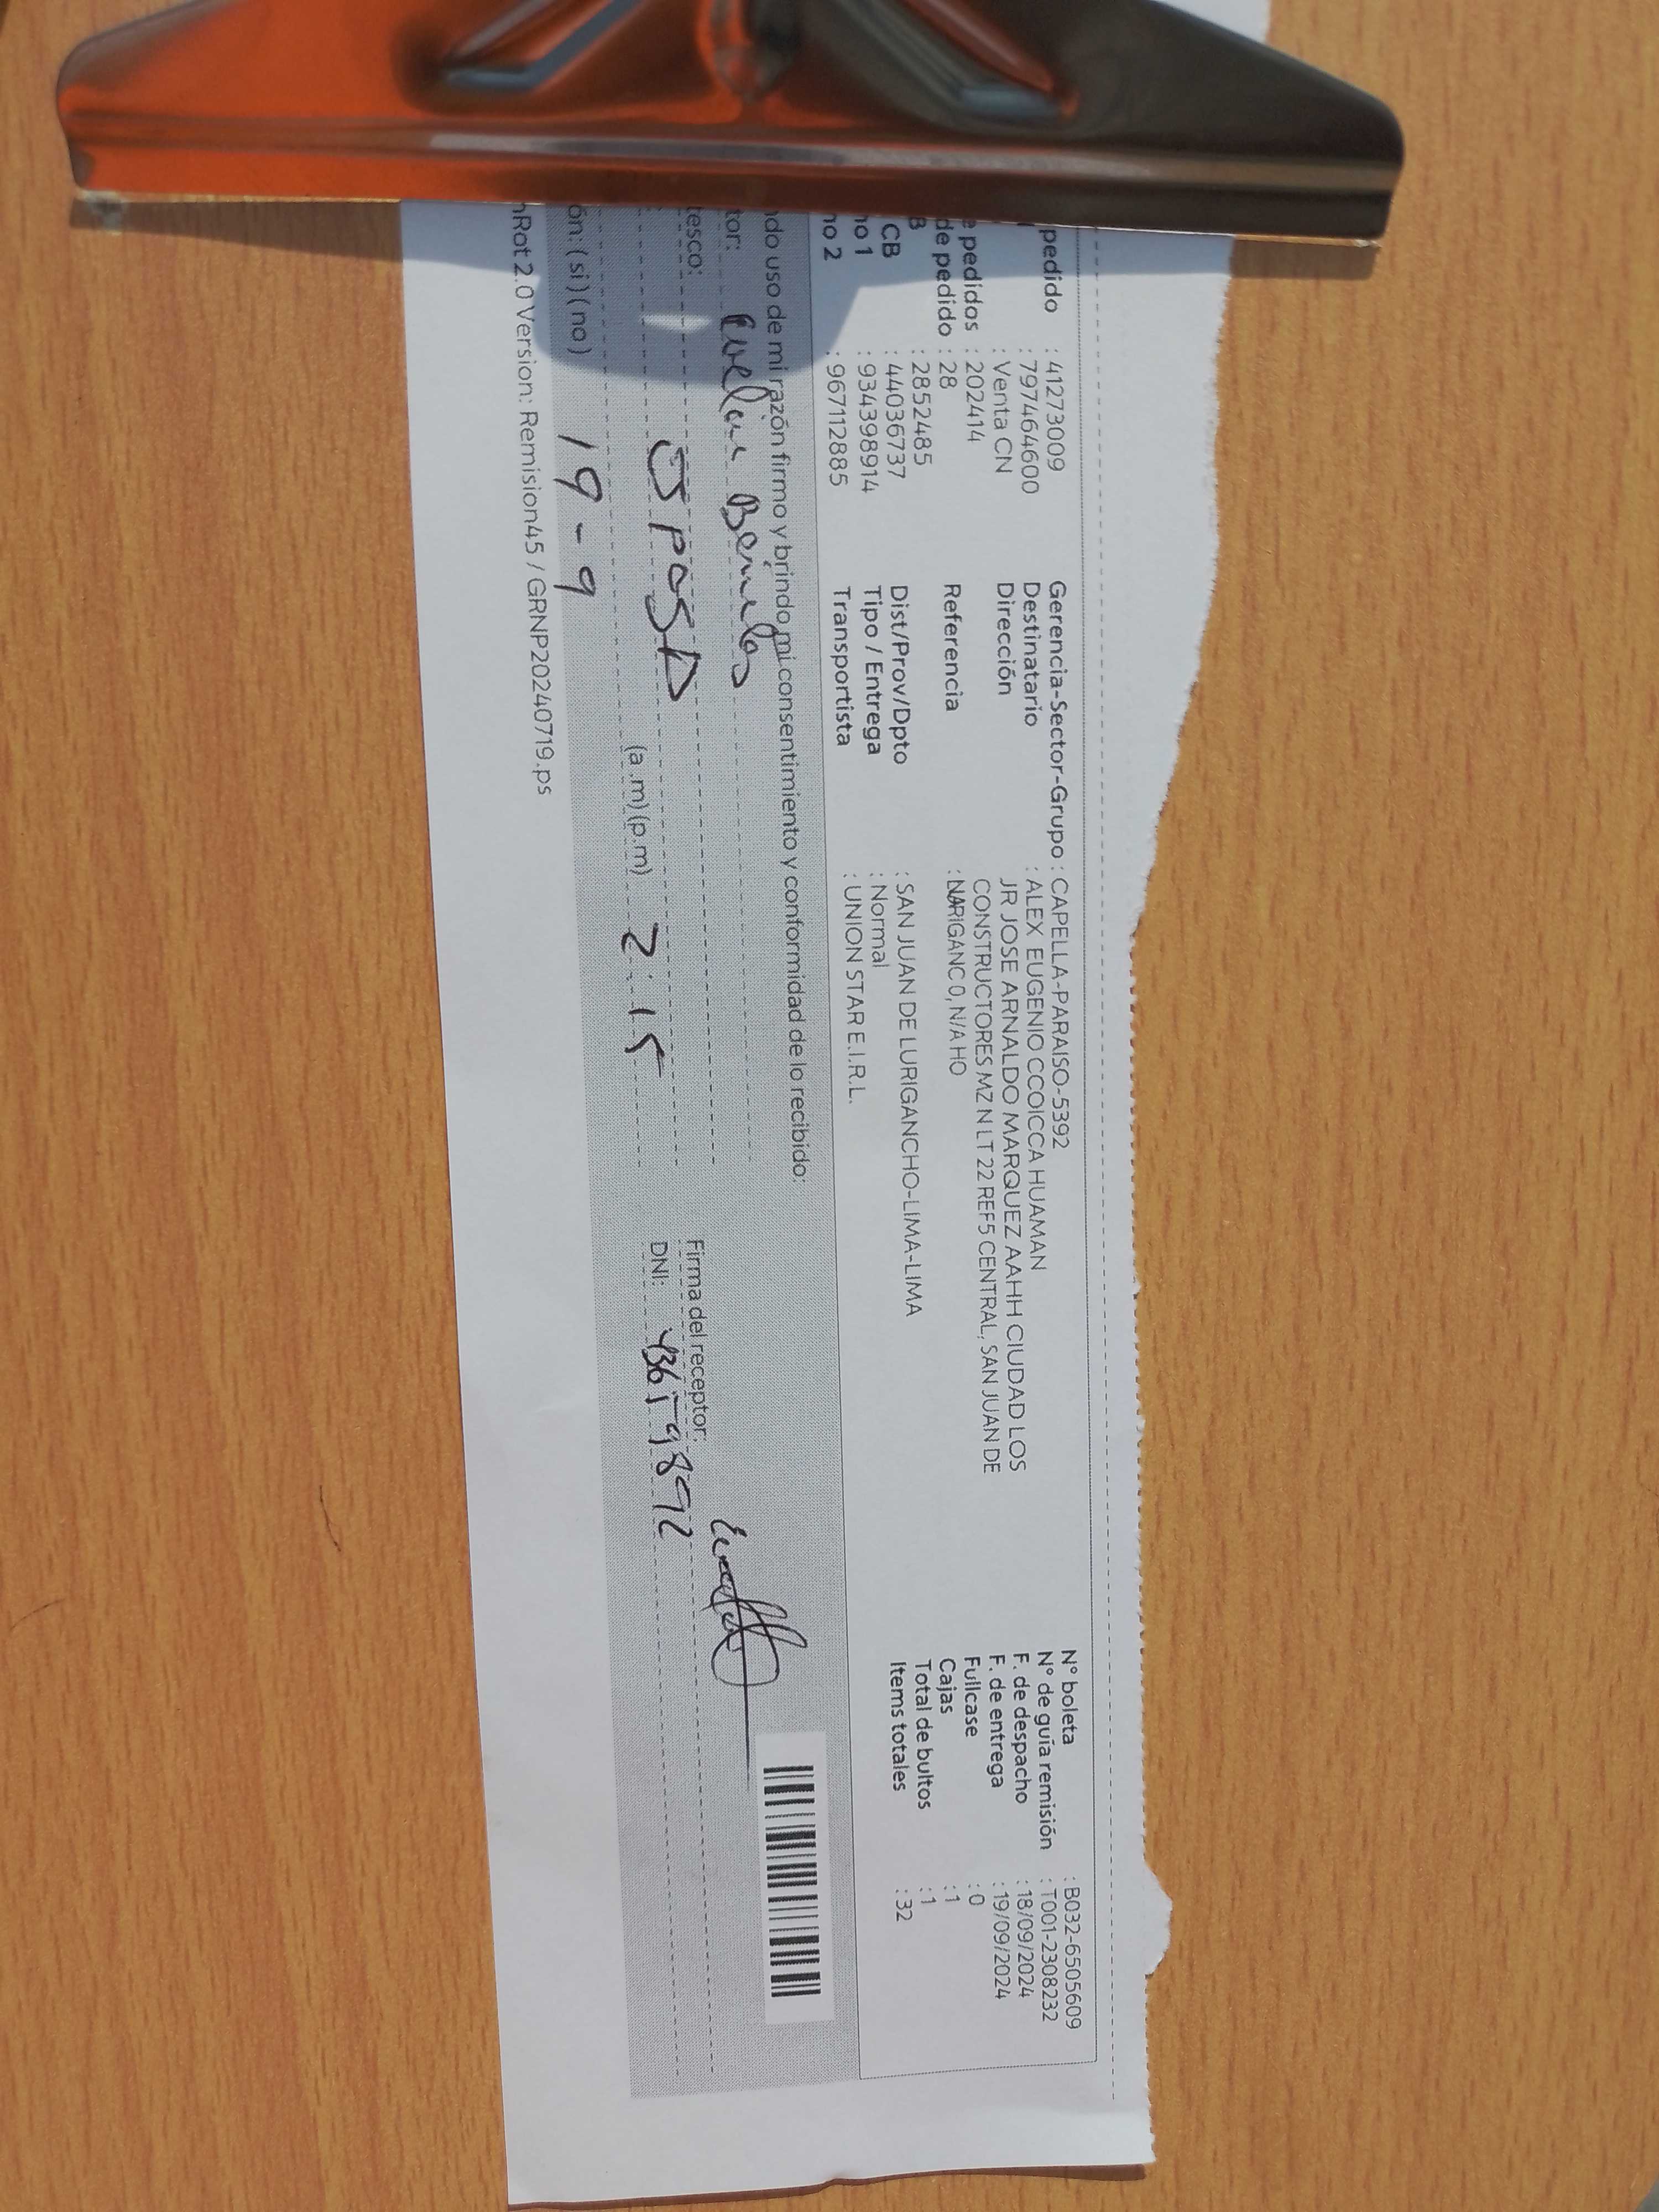 pedido : 41273009 Gerencia-Sector-Grupo : CAPELLA-PARAISO-5392 N° boleta : B032-6505609
: 797464600 Destinatario : ALEX EUGENIO CCOICCA HUAMAN N° de guía remisión : T001-2308232
: Venta CN Dirección JR JOSE ARNALDO MARQUEZ AAHH CIUDAD LOS F. de despacho : 18/09/2024
e pedidos : 202414 CONSTRUCTORES MZ N LT 22 REF5 CENTRAL, SAN JUAN DE F. de entrega : 19/09/2024
de pedido : 28 Referencia : N/A HO Fullcase : 0
B : 2852485 Cajas : 1
CB : 44036737 Dist/Prov/Dpto : SAN JUAN DE LURIGANCHO-LIMA-LIMA Total de bultos : 1
no 1 : 934398914 Tipo / Entrega : Normal Items totales : 32
no 2 : 967112885 Transportista : UNION STAR E.I.R.L.
ndo uso de mi razón firmo y brindo mi consentimiento y conformidad de lo recibido:
tor:
tesco: Firma del receptor:
ESPOSO (a.m)(p.m) 2:15 DNI: 43659892
ón: (si)(no) 19-9
nRot 2.0 Version: Remision45 / GRNP20240719.ps